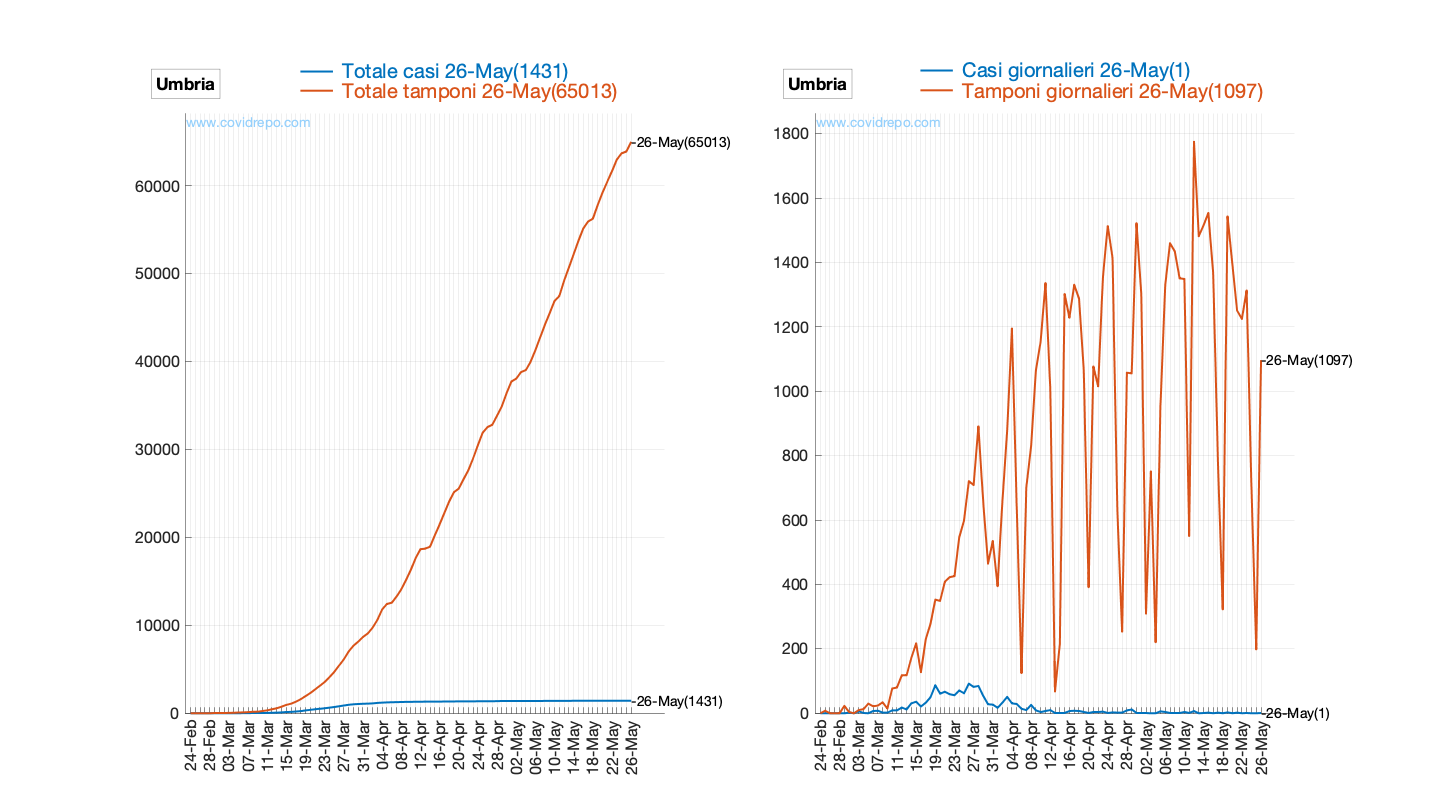 Umbria
Totale casi 26-May(1431)
Totale tamponi 26-May(65013)
www.covidrepo.com
26-May(65013)
60000
50000
40000
30000
20000
10000
0
26-May(1431)
24-Feb
28-Feb
03-Mar
07-Mar
11-Mar
15-Mar
19-Mar
23-Mar
27-Mar
31-Mar
04-Apr
08-Apr
12-Apr
16-Apr
20-Apr
24-Apr
28-Apr
02-May
06-May
10-May
14-May
18-May
22-May
26-May
Umbria
Casi giornalieri 26-May(1)
Tamponi giornalieri 26-May(1097)
www.covidrepo.com
1800
1600
1400
1200
1000
800
600
400
200
0
26-May(1097)
26-May(1)
24-Feb
28-Feb
03-Mar
07-Mar
11-Mar
15-Mar
19-Mar
23-Mar
27-Mar
31-Mar
04-Apr
08-Apr
12-Apr
16-Apr
20-Apr
24-Apr
28-Apr
02-May
06-May
10-May
14-May
18-May
22-May
26-May